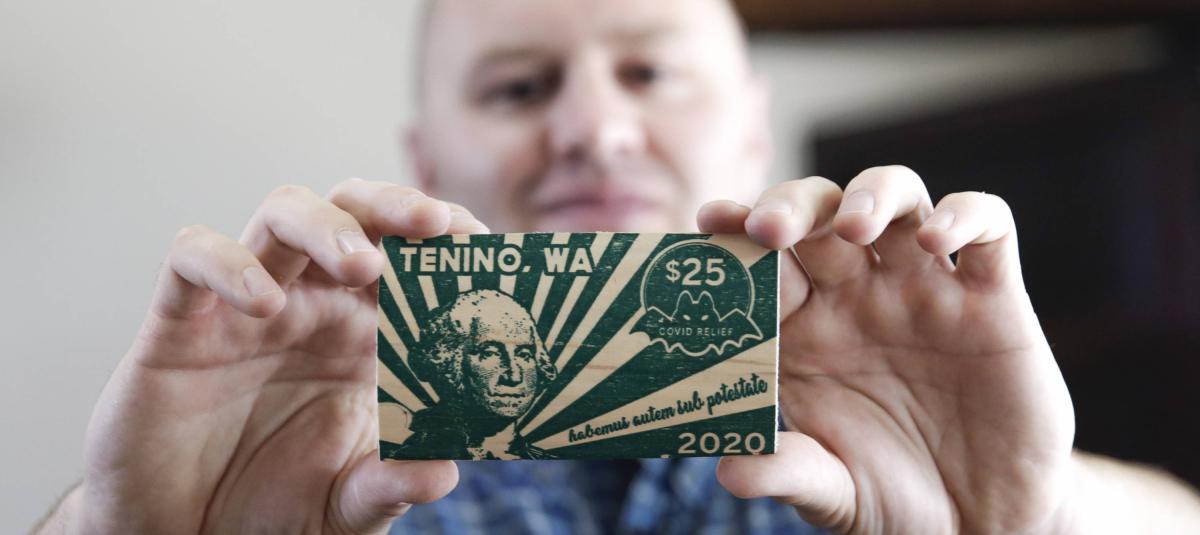 TENINO, WA
$25
COVID RELIEF
habemus autem sub potestate
2020